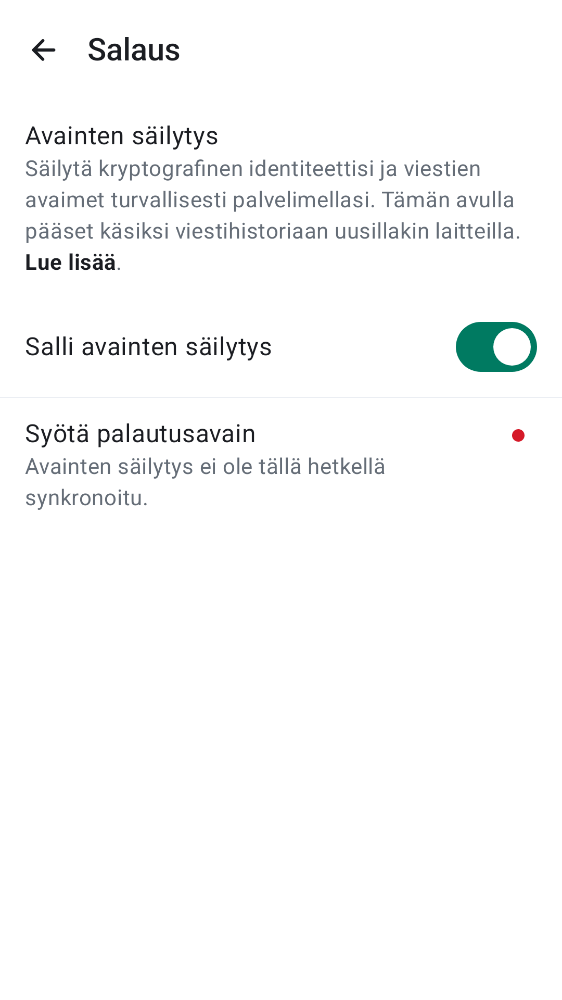 Salaus
Avainten säilytys
Säilytä kryptografinen identiteettisi ja viestien
avaimet turvallisesti palvelimellasi. Tämän avulla
pääset käsiksi viestihistoriaan uusillakin laitteilla.
Lue lisää.
Salli avainten säilytys
Syötä palautusavain
Avainten säilytys ei ole tällä hetkellä
synkronoitu.